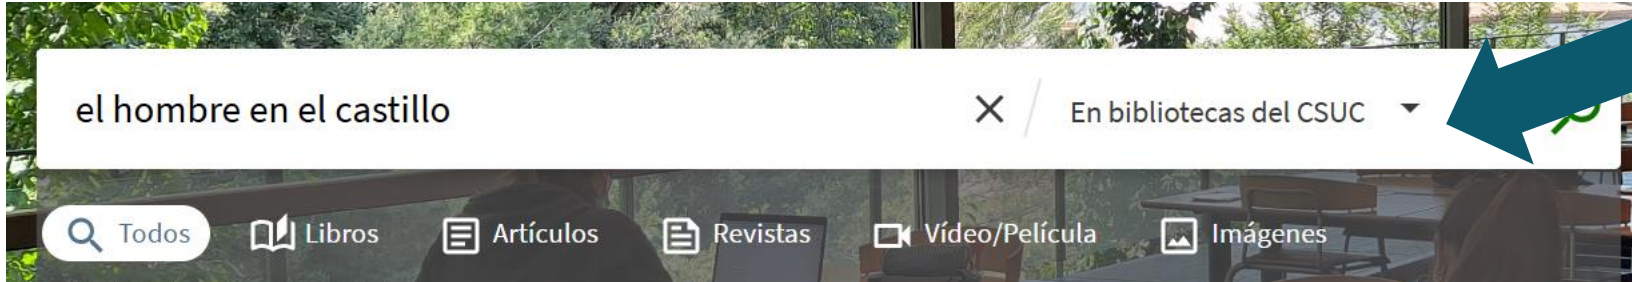 el hombre en el castillo
En bibliotecas del CSUC
Todos Libros Artículos Revistas Vídeo/Película Imágenes